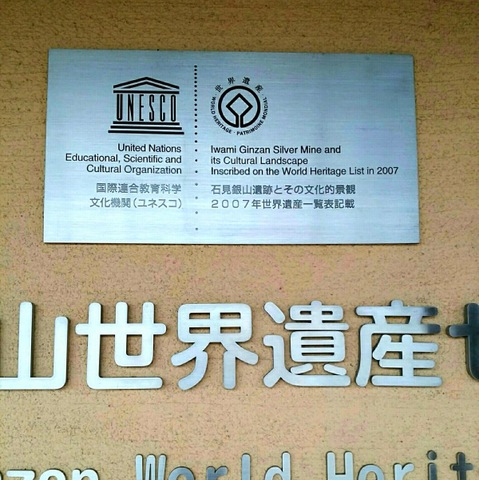 UNESCO
世界遺産
WORLD HERITAGE • PATRIMOINE MONDIAL
United Nations
Educational, Scientific and
Cultural Organization
国際連合教育科学
文化機関(ユネスコ)
Iwami Ginzan Silver Mine and
its Cultural Landscape
Inscribed on the World Heritage List in 2007
石見銀山遺跡とその文化的景観
2007年世界遺産一覧表記載
山世界遺産セ
nzan World Herit